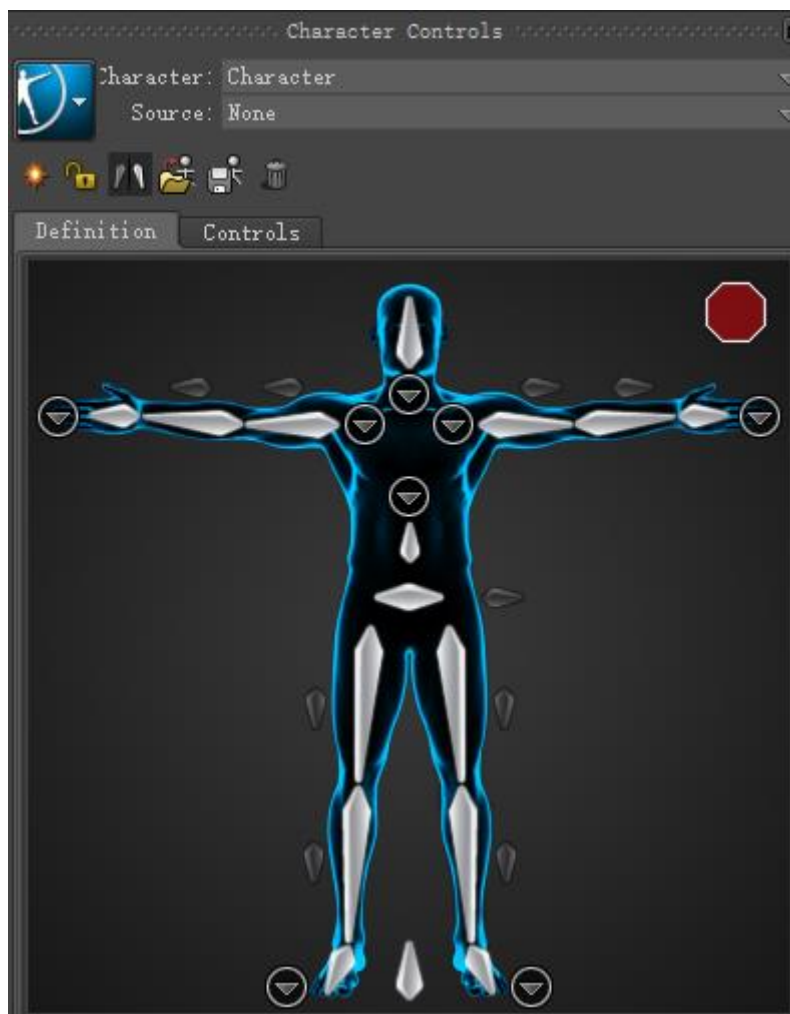 Character Controls
Character: Character
Source: None
Definition Controls